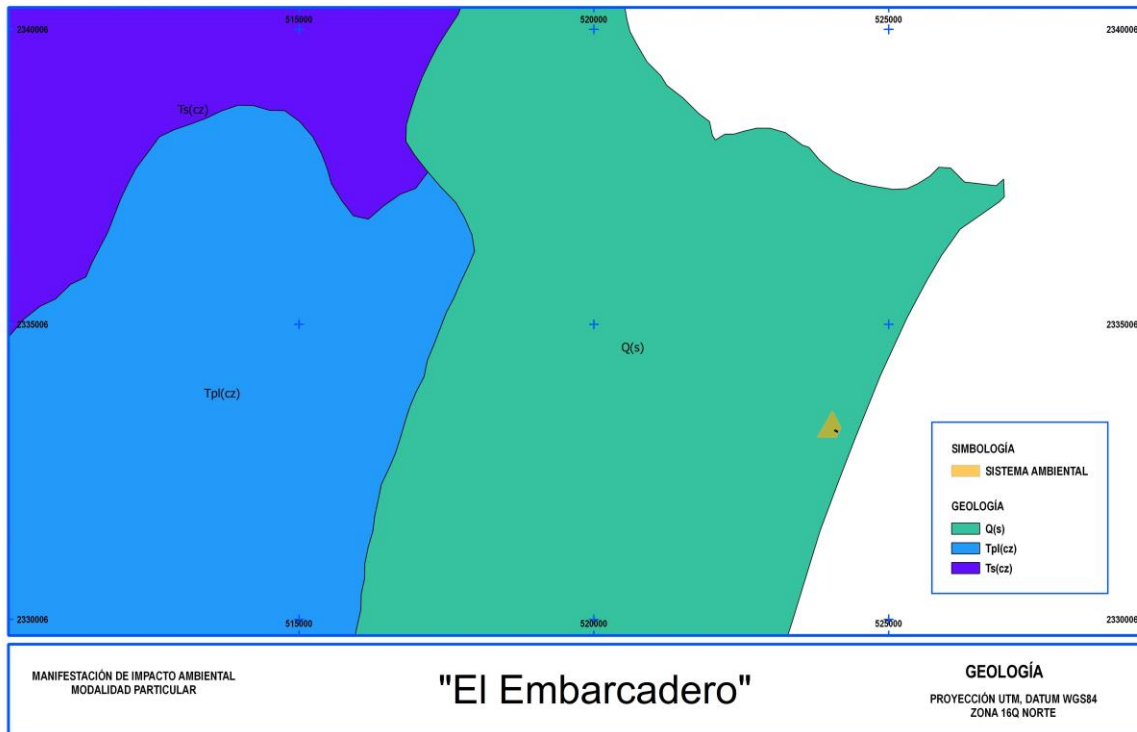 515000
520000
525000
2340006
2340006
Ts(cz)
2335006
2335006
Q(s)
Tpl(cz)
SIMBOLOGÍA
SISTEMA AMBIENTAL
GEOLOGÍA
Q(s)
Tpl(cz)
Ts(cz)
2330006
515000
520000
525000
2330006
MANIFESTACIÓN DE IMPACTO AMBIENTAL
MODALIDAD PARTICULAR
"El Embarcadero"
GEOLOGÍA
PROYECCIÓN UTM, DATUM WGS84
ZONA 16Q NORTE